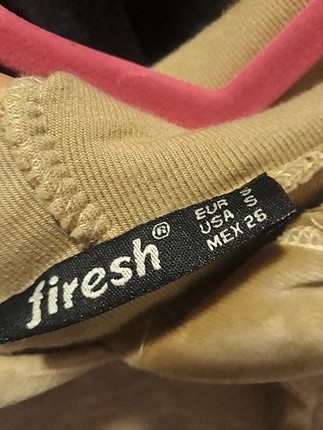 firesh®
EUR S
USA S
MEX 26